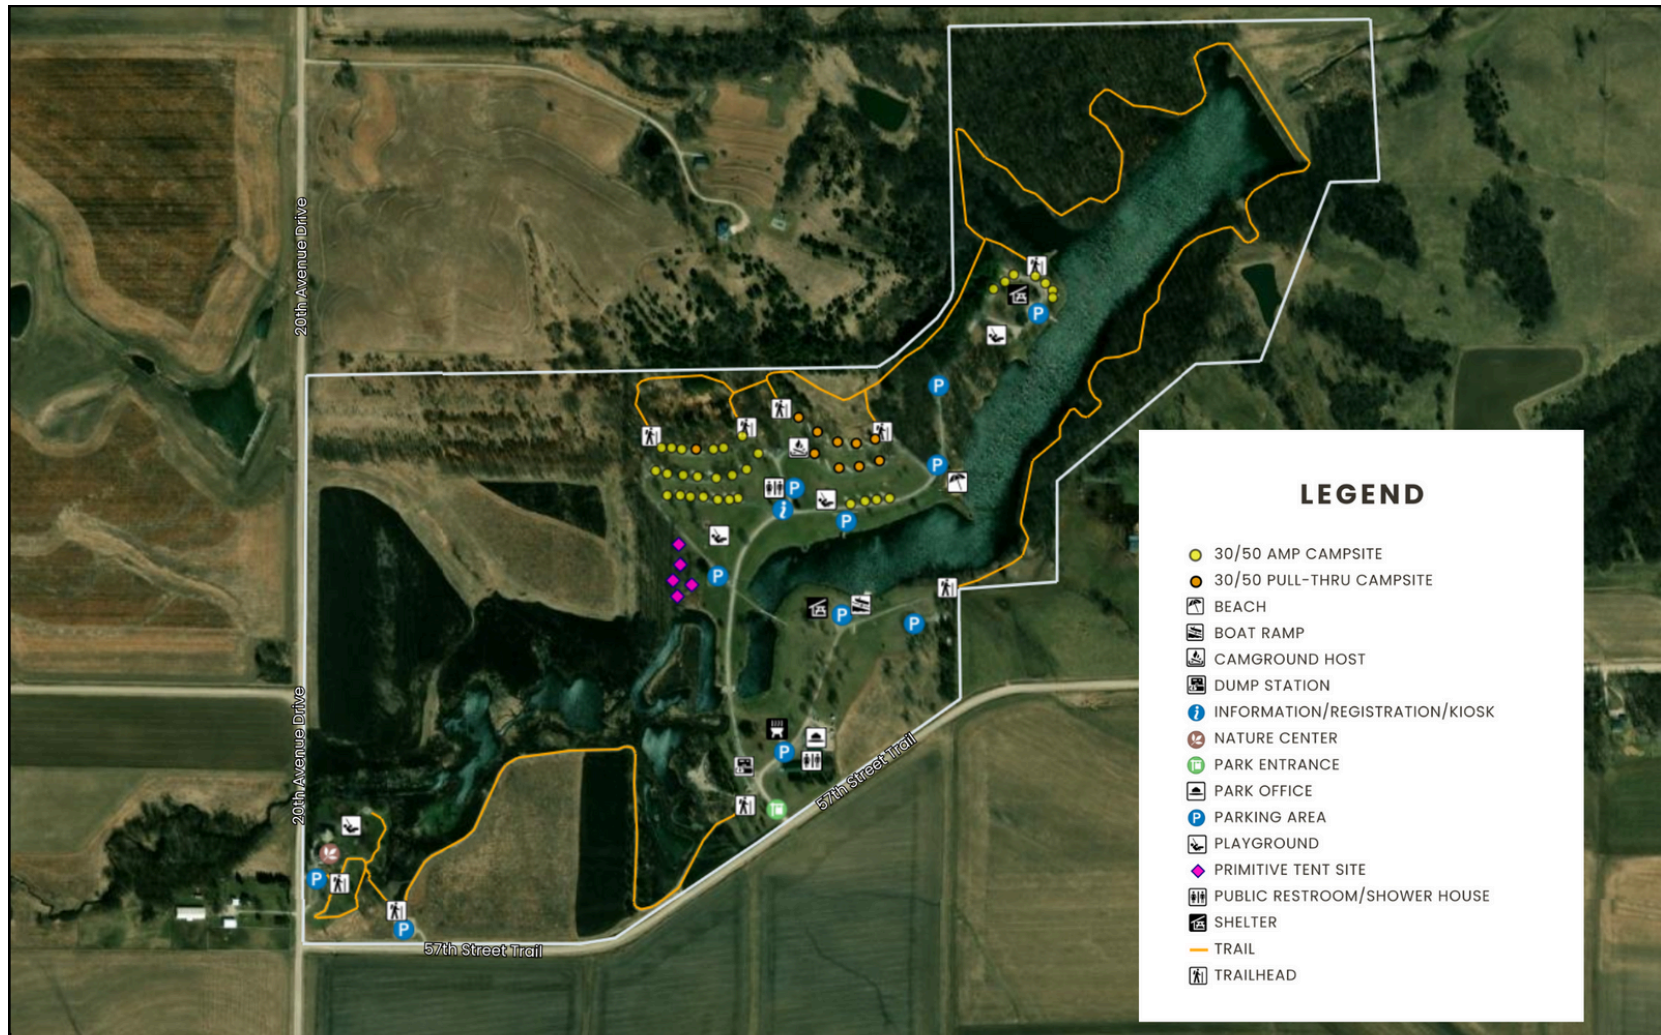 20th Avenue Drive
20th Avenue Drive
57th Street Trail
57th Street Trail
P
P
P
P
P
P
P
P
P
P
P
i
LEGEND
30/50 AMP CAMPSITE
30/50 PULL-THRU CAMPSITE
BEACH
BOAT RAMP
CAMGROUND HOST
DUMP STATION
i INFORMATION/REGISTRATION/KIOSK
NATURE CENTER
PARK ENTRANCE
PARK OFFICE
P PARKING AREA
PLAYGROUND
PRIMITIVE TENT SITE
PUBLIC RESTROOM/SHOWER HOUSE
SHELTER
TRAIL
TRAILHEAD